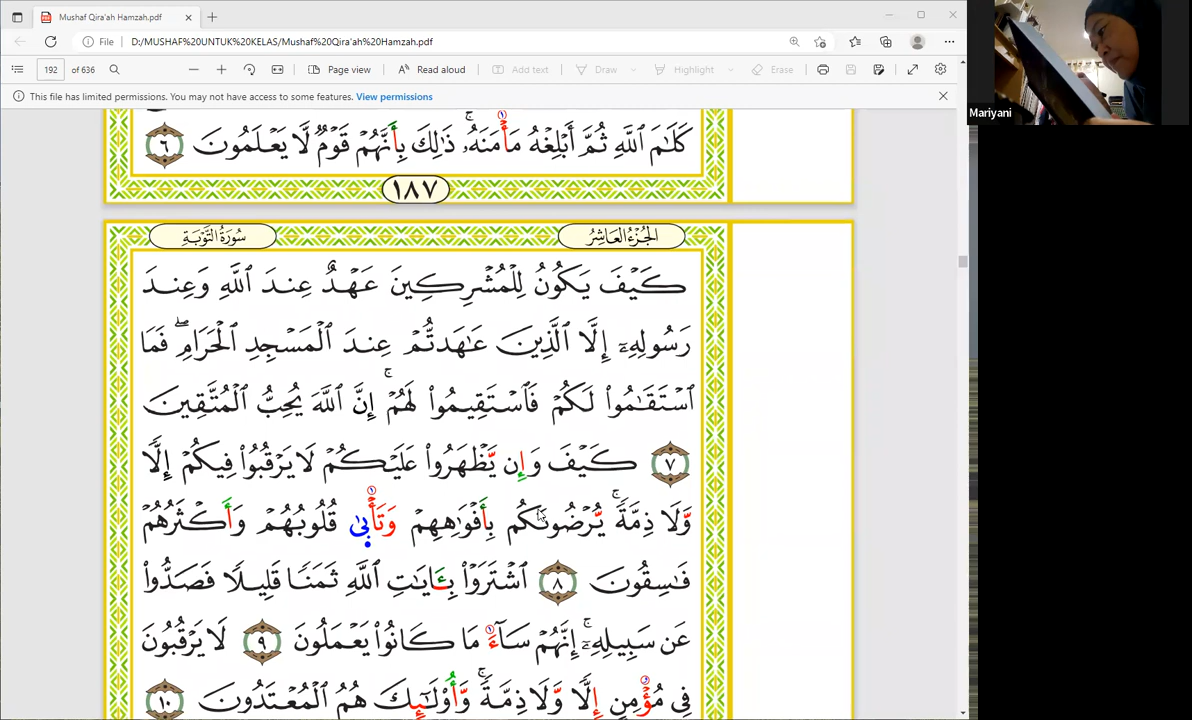 Mushaf Qira'ah Hamzah.pdf
File
D:/MUSHAF%20UNTUK%20KELAS/Mushaf%20Qira'ah%20Hamzah.pdf
192 of 636
Page view
Read aloud
Add text
Draw
Highlight
Erase
This file has limited permissions. You may not have access to some features. View permissions
Mariyani
كَلَٰمَ ٱللَّهِ ثُمَّ أَبْلِغْهُ مَأْمَنَهُۥۚ ذَٰلِكَ بِأَنَّهُمْ قَوْمٌ لَّا يَعْلَمُونَ ٦
١٨٧
الجُزْءُ العَاشِرُ
سُورَةُ التَّوْبَةِ
كَيْفَ يَكُونُ لِلْمُشْرِكِينَ عَهْدٌ عِندَ ٱللَّهِ وَعِندَ
رَسُولِهِۦٓ إِلَّا ٱلَّذِينَ عَٰهَدتُّمْ عِندَ ٱلْمَسْجِدِ ٱلْحَرَامِۖ فَمَا
ٱسْتَقَٰمُوا۟ لَكُمْ فَٱسْتَقِيمُوا۟ لَهُمْۚ إِنَّ ٱللَّهَ يُحِبُّ ٱلْمُتَّقِينَ
٧ كَيْفَ وَإِن يَّظْهَرُوا۟ عَلَيْكُمْ لَا يَرْقُبُوا۟ فِيكُمْ إِلًّا
وَّلَا ذِمَّةًۚ يُّرْضُونَكُم بِأَفْوَٰهِهِمْ وَتَأْبَىٰ قُلُوبُهُمْ وَأَكْثَرُهُمْ
فَٰسِقُونَ ٨ ٱشْتَرَوْا۟ بِـَٔايَٰتِ ٱللَّهِ ثَمَنًا قَلِيلًا فَصَدُّوا۟
عَن سَبِيلِهِۦٓۚ إِنَّهُمْ سَآءَ مَا كَانُوا۟ يَعْمَلُونَ ٩ لَا يَرْقُبُونَ
فِى مُؤْمِنٍ إِلًّا وَّلَا ذِمَّةًۚ وَّأُو۟لَٰٓئِكَ هُمُ ٱلْمُعْتَدُونَ ١٠